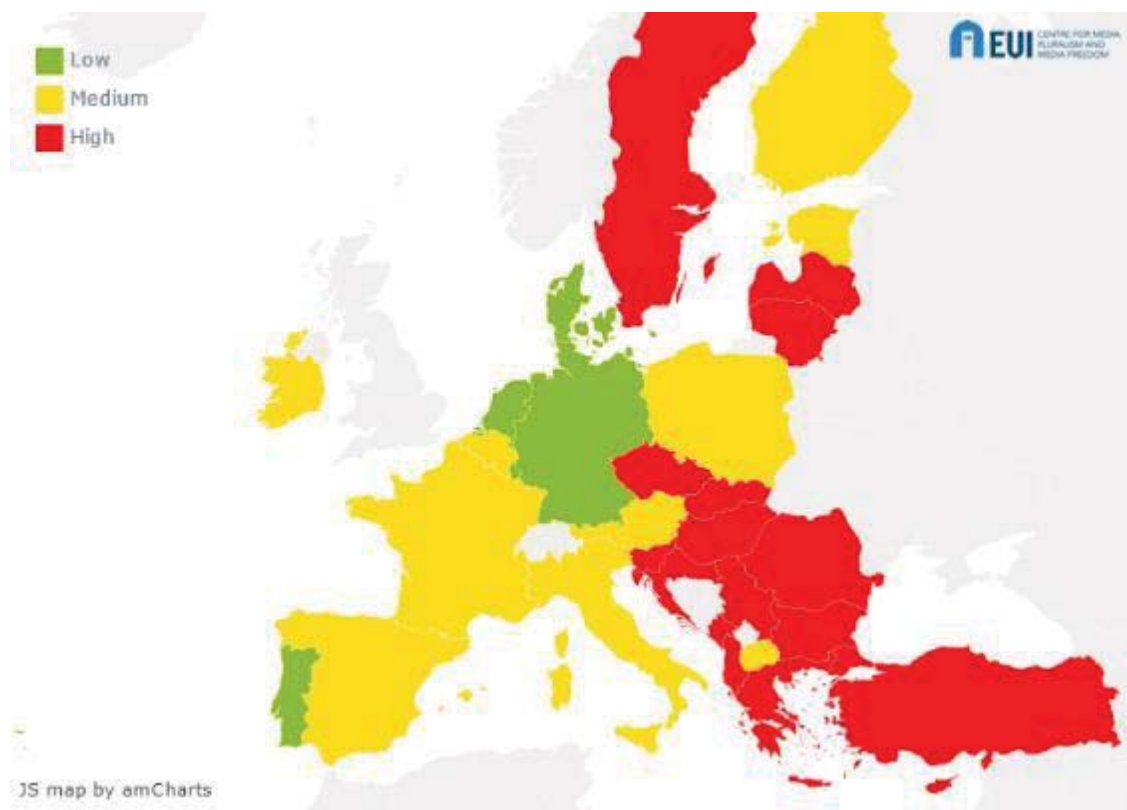 Low
Medium
High
EUI
CENTRE FOR MEDIA
PLURALISM AND
MEDIA FREEDOM
JS map by amCharts